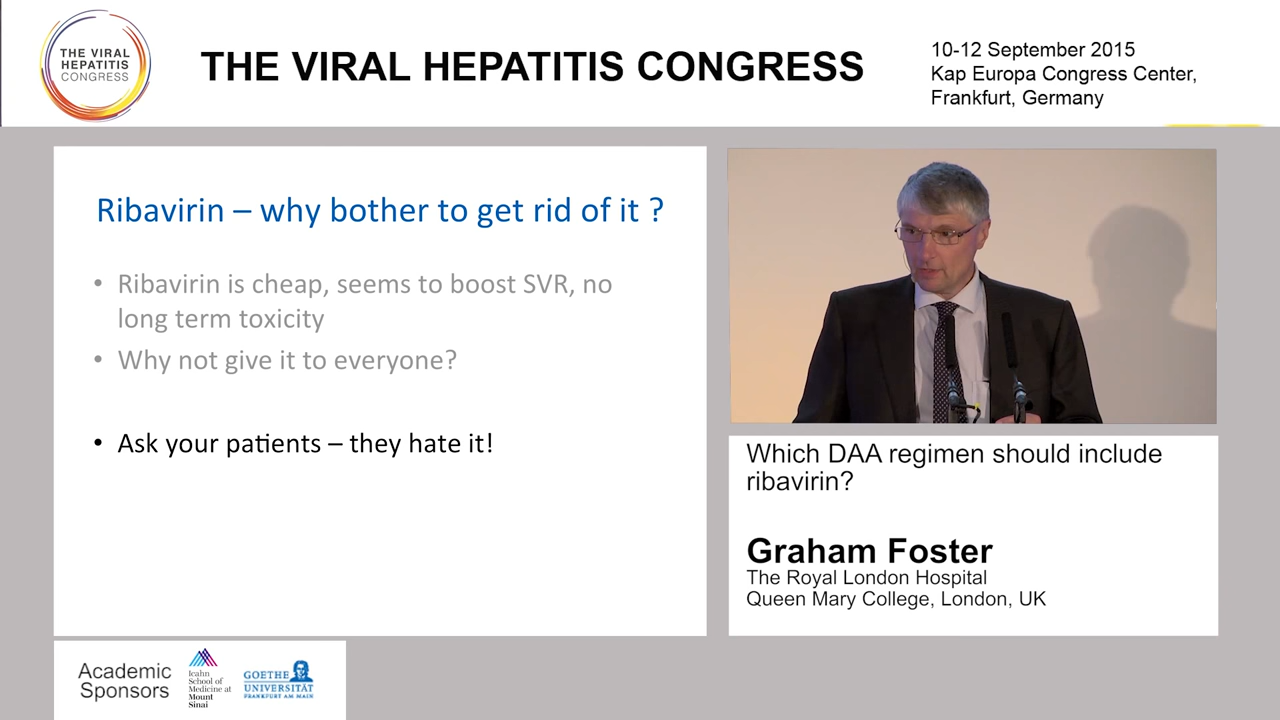 THE VIRAL
HEPATITIS
CONGRESS
THE VIRAL HEPATITIS CONGRESS
10-12 September 2015
Kap Europa Congress Center,
Frankfurt, Germany
Ribavirin – why bother to get rid of it ?
• Ribavirin is cheap, seems to boost SVR, no
long term toxicity
• Why not give it to everyone?
• Ask your patients – they hate it!
Which DAA regimen should include
ribavirin?
Graham Foster
The Royal London Hospital
Queen Mary College, London, UK
Academic
Sponsors
Icahn
School of
Medicine at
Mount
Sinai
GOETHE
UNIVERSITÄT
FRANKFURT AM MAIN